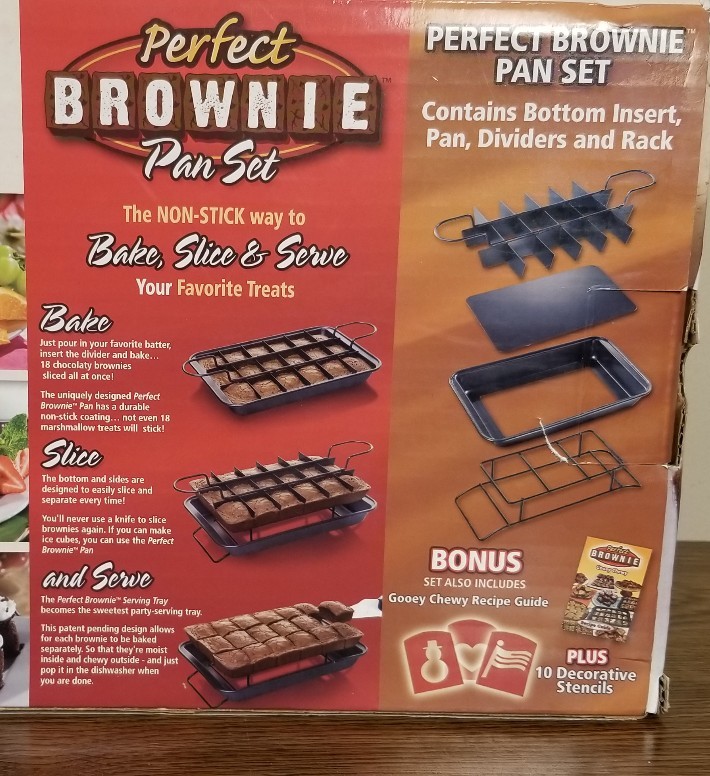 Perfect
BROWNIE™
Pan Set
The NON-STICK way to
Bake, Slice & Serve
Your Favorite Treats
Bake
Just pour in your favorite batter,
insert the divider and bake...
18 chocolaty brownies
sliced all at once!
The uniquely designed Perfect
Brownie™ Pan has a durable
non-stick coating... not even 18
marshmallow treats will stick!
Slice
The bottom and sides are
designed to easily slice and
separate every time!
You'll never use a knife to slice
brownies again. If you can make
ice cubes, you can use the Perfect
Brownie™ Pan
and Serve
The Perfect Brownie™ Serving Tray
becomes the sweetest party-serving tray.
This patent pending design allows
for each brownie to be baked
separately. So that they're moist
inside and chewy outside - and just
pop it in the dishwasher when
you are done.
PERFECT BROWNIE™
PAN SET
Contains Bottom Insert,
Pan, Dividers and Rack
BONUS
SET ALSO INCLUDES
Gooey Chewy Recipe Guide
Perfect
BROWNIE
Gooey Chewy
PLUS
10 Decorative
Stencils